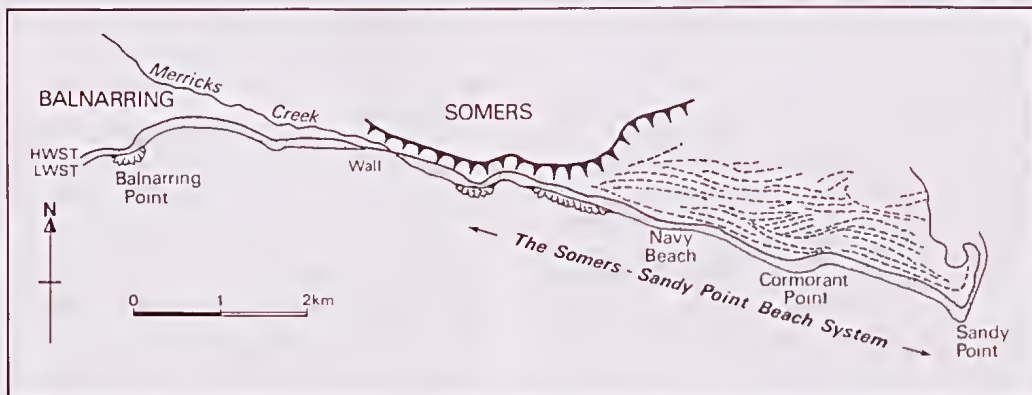 Merricks
Creek
BALNARRING
SOMERS
HWST
LWST
Wall
Balnarring
Point
N
Navy
Beach
Cormorant
Point
The Somers - Sandy Point Beach System
0 1 2km
Sandy
Point